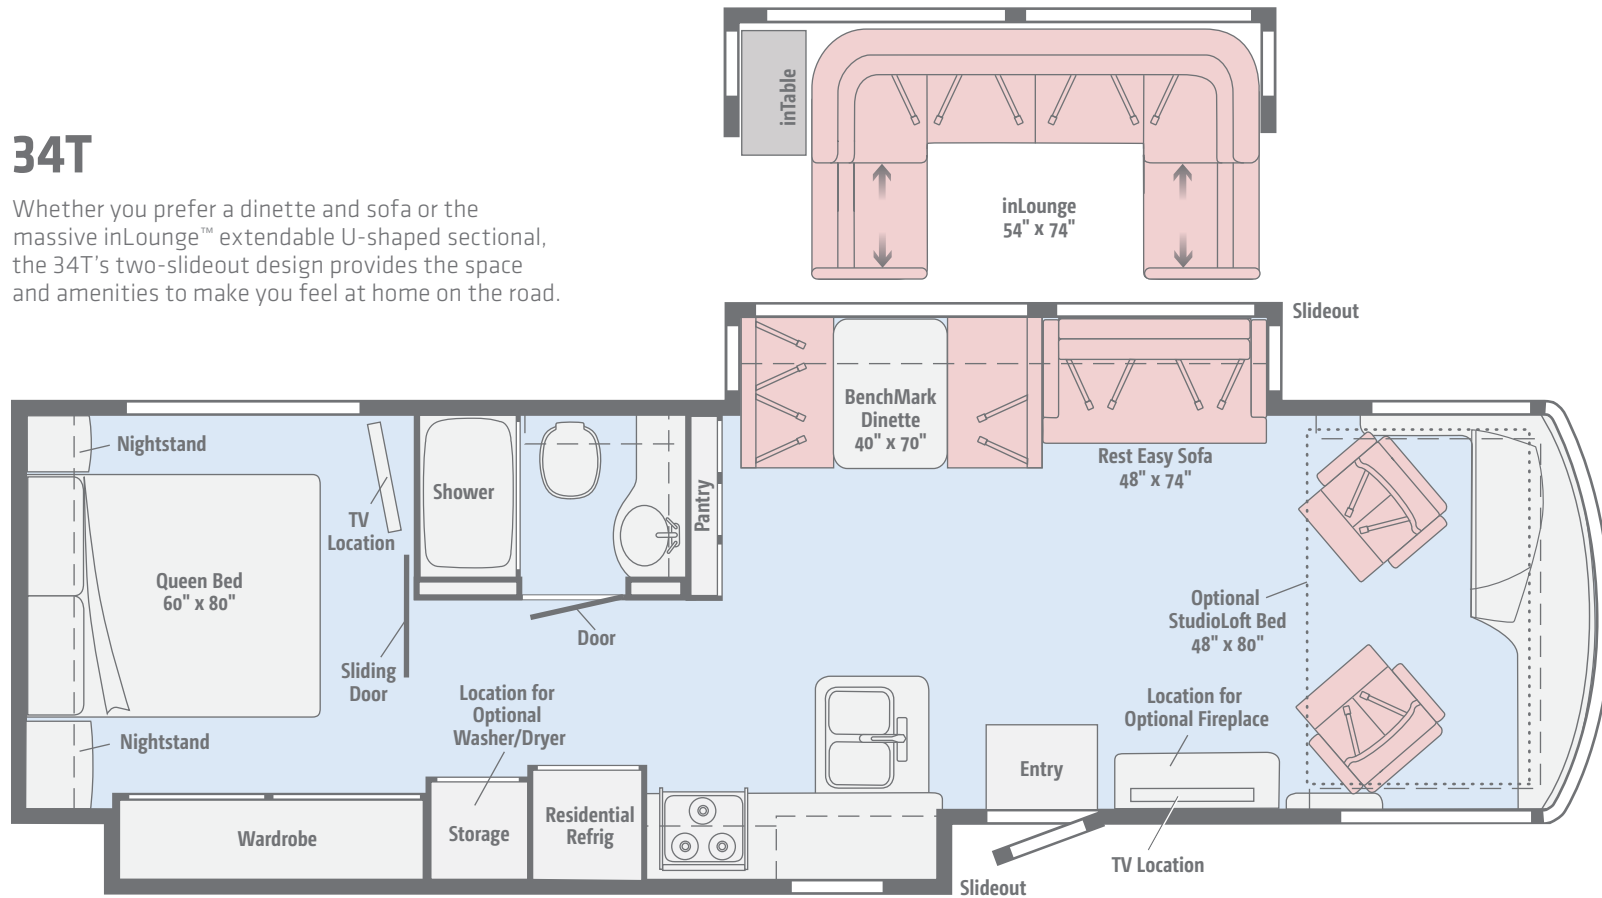 34T
Whether you prefer a dinette and sofa or the
massive inLounge™ extendable U-shaped sectional,
the 34T's two-slideout design provides the space
and amenities to make you feel at home on the road.
inTable
inLounge
54" x 74"
Slideout
BenchMark
Dinette
40" x 70"
Rest Easy Sofa
48" x 74"
Nightstand
TV
Location
Shower
Pantry
Queen Bed
60" x 80"
Sliding
Door
Door
Optional
StudioLoft Bed
48" x 80"
Location for
Optional
Washer/Dryer
Location for
Optional Fireplace
Nightstand
Entry
Wardrobe
Storage
Residential
Refrig
TV Location
Slideout